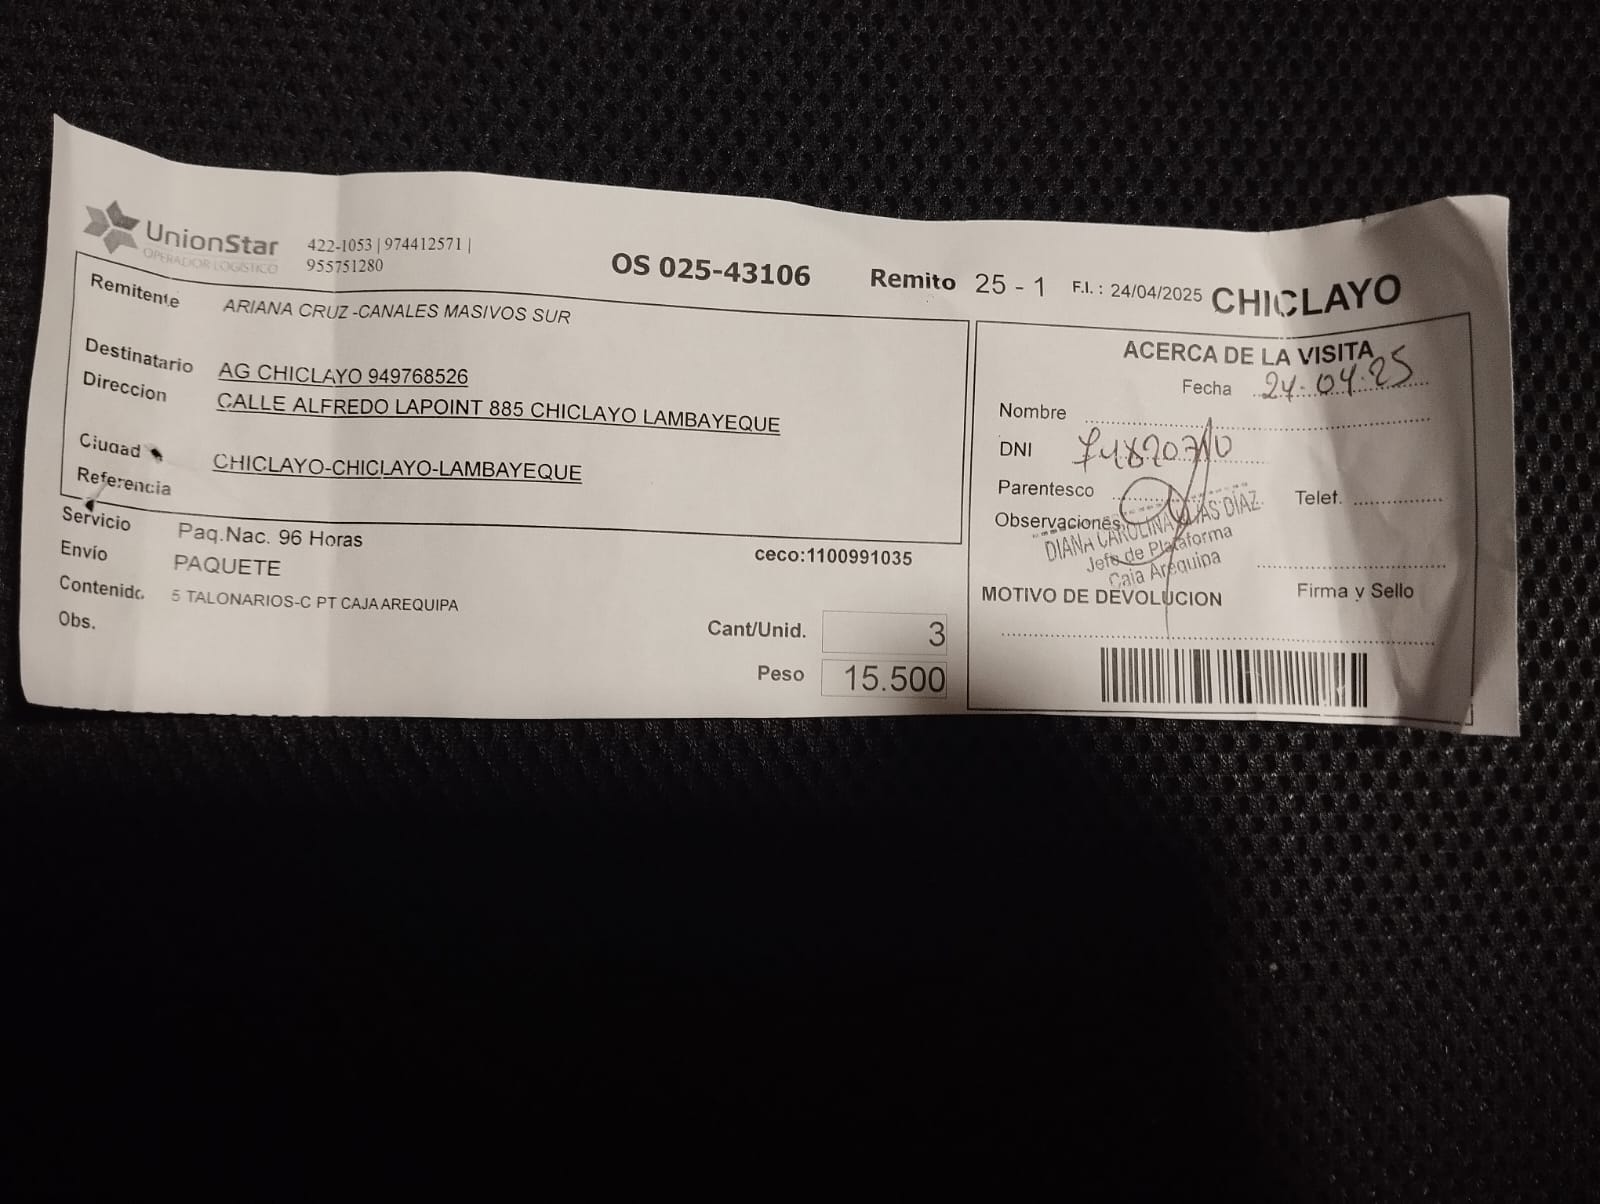 UnionStar
OPERADOR LOGISTICO
422-1053 | 974412571 |
955751280
OS 025-43106
Remito 25 - 1
F.I. : 24/04/2025
CHICLAYO
Remitente ARIANA CRUZ -CANALES MASIVOS SUR
Destinatario AG CHICLAYO 949768526
Direccion CALLE ALFREDO LAPOINT 885 CHICLAYO LAMBAYEQUE
Ciudad CHICLAYO-CHICLAYO-LAMBAYEQUE
Referencia
Servicio Paq.Nac. 96 Horas
ceco:1100991035
Envío PAQUETE
Contenido. 5 TALONARIOS-C PT CAJA AREQUIPA
Obs.
Cant/Unid. 3
Peso 15.500
ACERCA DE LA VISITA
Fecha 24.04.25
Nombre
DNI
Parentesco
Telef.
Observaciones
DIANA CAROLINA DÍAZ
Jefe de Plataforma
Caja Arequipa
Firma y Sello
MOTIVO DE DEVOLUCION